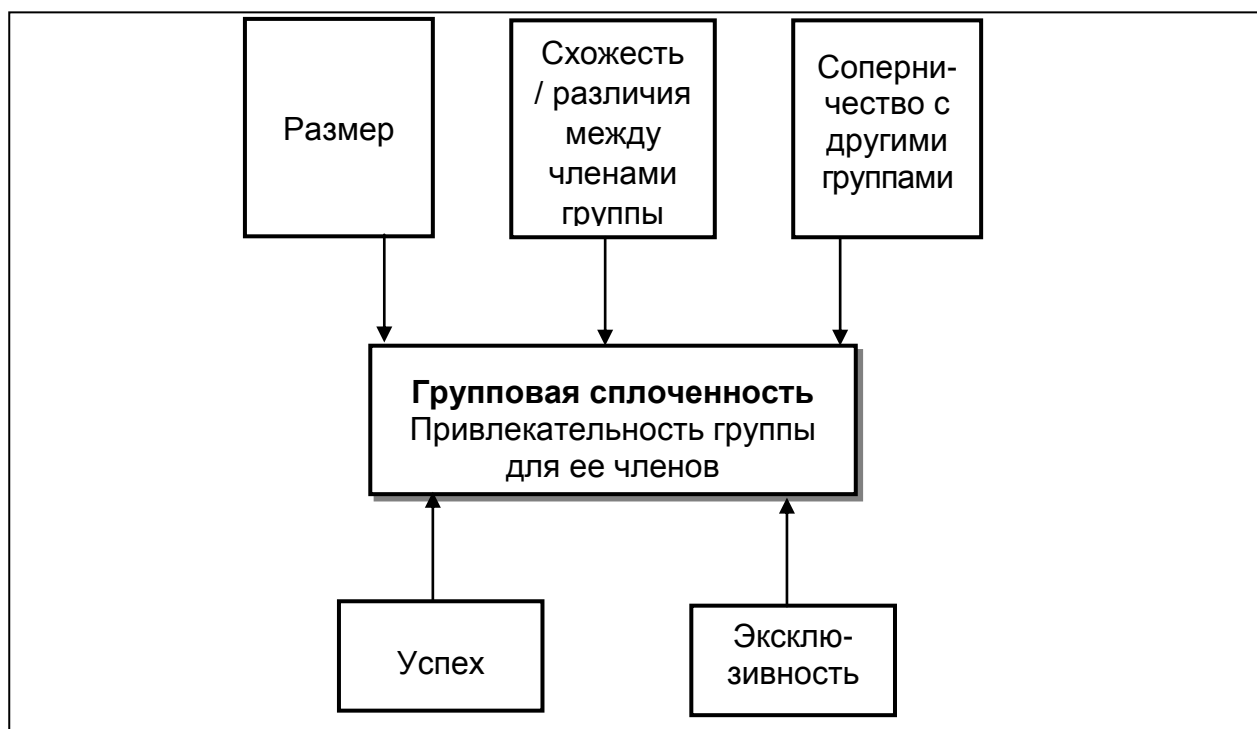 Размер
Схожесть
/ различия
между
членами
группы
Соперни-
чество с
другими
группами
Групповая сплоченность
Привлекательность группы
для ее членов
Успех
Эксклю-
зивность